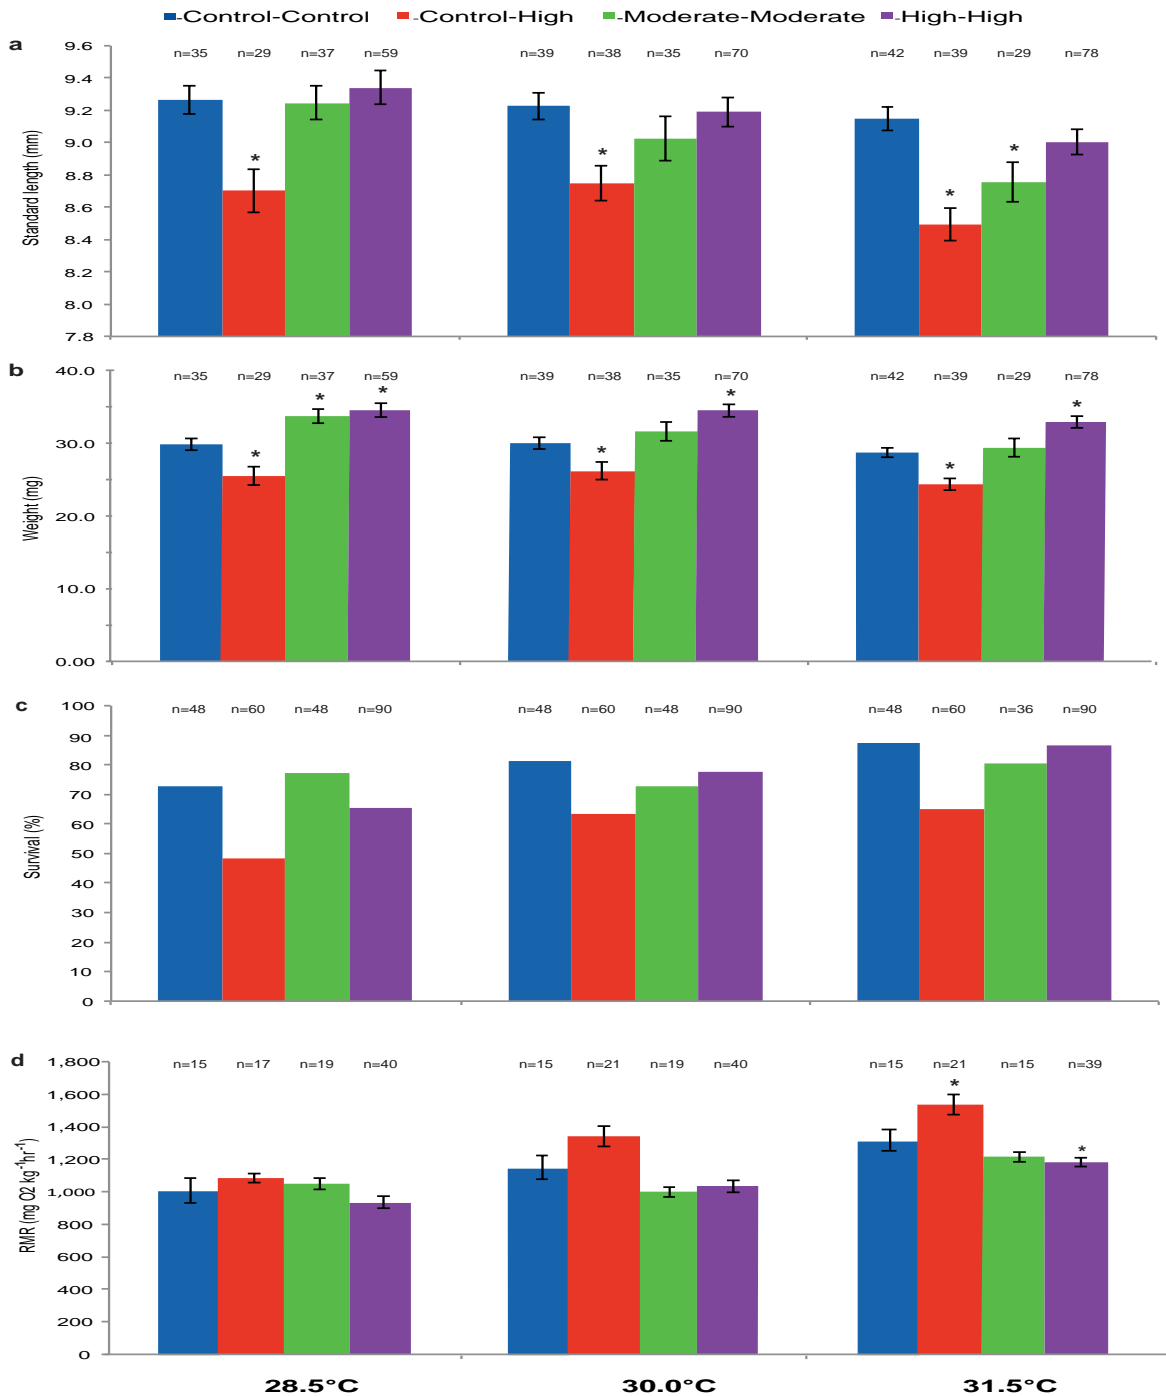 -Control-Control -Control-High -Moderate-Moderate -High-High
a
9.6
9.4
9.2
9.0
8.8
8.6
8.4
8.2
8.0
7.8
Standard length (mm)
n=35 n=29 n=37 n=59 n=39 n=38 n=35 n=70 n=42 n=39 n=29 n=78
* * * *
b
40.0
30.0
20.0
10.0
0.00
Weight (mg)
n=35 n=29 n=37 n=59 n=39 n=38 n=35 n=70 n=42 n=39 n=29 n=78
* * * * * * *
c
100
90
80
70
60
50
40
30
20
10
0
Survival (%)
n=48 n=60 n=48 n=90 n=48 n=60 n=48 n=90 n=48 n=60 n=36 n=90
d
1,800
1,600
1,400
1,200
1,000
800
600
400
200
0
RMR (mg O2 kg⁻¹hr⁻¹)
n=15 n=17 n=19 n=40 n=15 n=21 n=19 n=40 n=15 n=21 n=15 n=39
* *
28.5°C 30.0°C 31.5°C